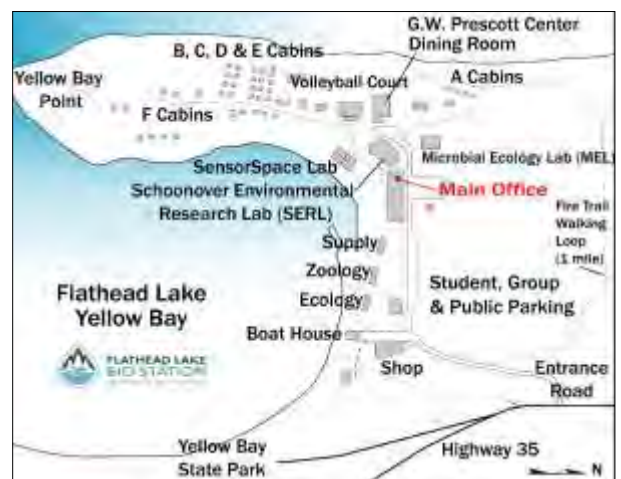 G.W. Prescott Center
Dining Room
B, C, D & E Cabins
Volleyball Court
A Cabins
Yellow Bay
Point
F Cabins
SensorSpace Lab
Microbial Ecology Lab (MEL)
Schoonover Environmental
Research Lab (SERL)
Main Office
Fire Trail
Walking
Loop
(1 mile)
Supply
Zoology
Ecology
Student, Group
& Public Parking
Flathead Lake
Yellow Bay
Boat House
FLATHEAD LAKE
BIO STATION
Shop
Entrance
Road
Yellow Bay
State Park
Highway 35
N